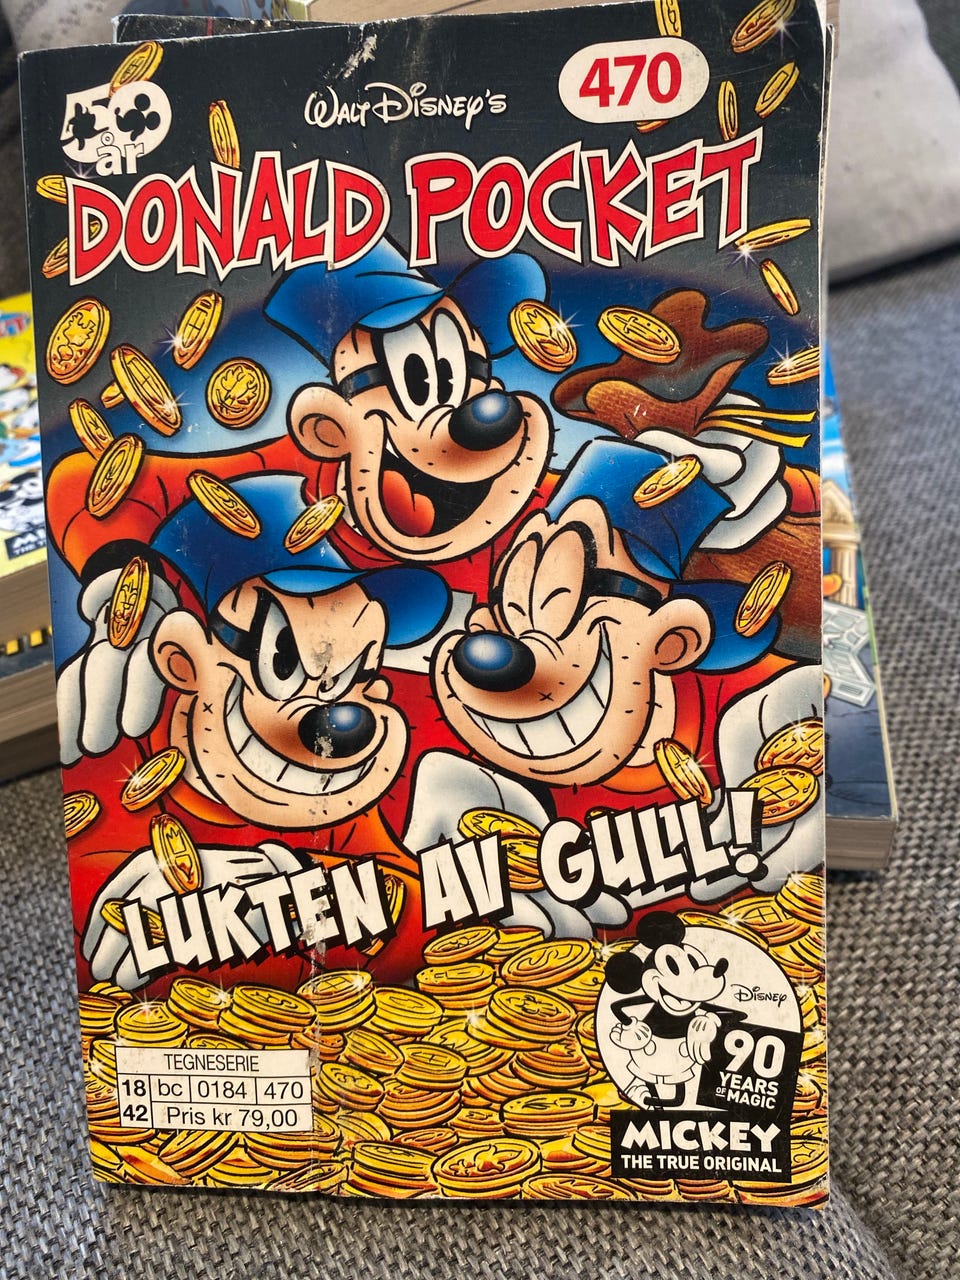 50
år
WALT DISNEY'S
470
DONALD POCKET
LUKTEN AV GULL!
DISNEY
90
YEARS
OF MAGIC
MICKEY
THE TRUE ORIGINAL
TEGNESERIE
18 bc 0184 470
42 Pris kr 79,00